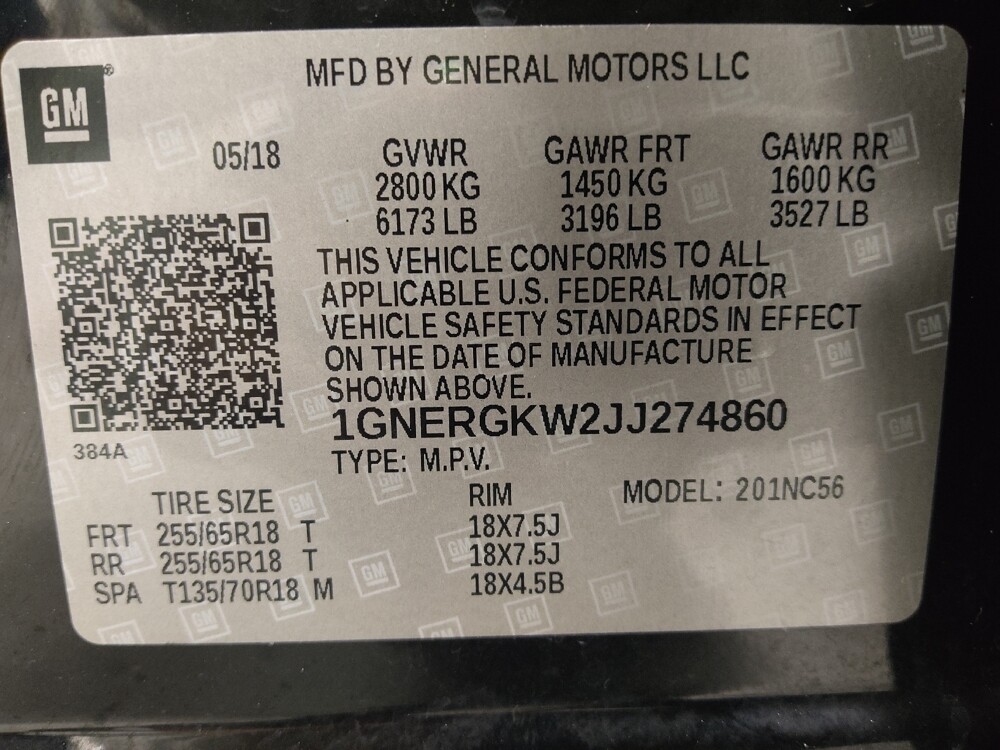 GM
MFD BY GENERAL MOTORS LLC
05/18 GVWR GAWR FRT GAWR RR
2800 KG 1450 KG 1600 KG
6173 LB 3196 LB 3527 LB
THIS VEHICLE CONFORMS TO ALL
APPLICABLE U.S. FEDERAL MOTOR
VEHICLE SAFETY STANDARDS IN EFFECT
ON THE DATE OF MANUFACTURE
SHOWN ABOVE.
1GNERGKW2JJ274860
384A
TYPE: M.P.V.
TIRE SIZE RIM MODEL: 201NC56
FRT 255/65R18 T 18X7.5J
RR 255/65R18 T 18X7.5J
SPA T135/70R18 M 18X4.5B